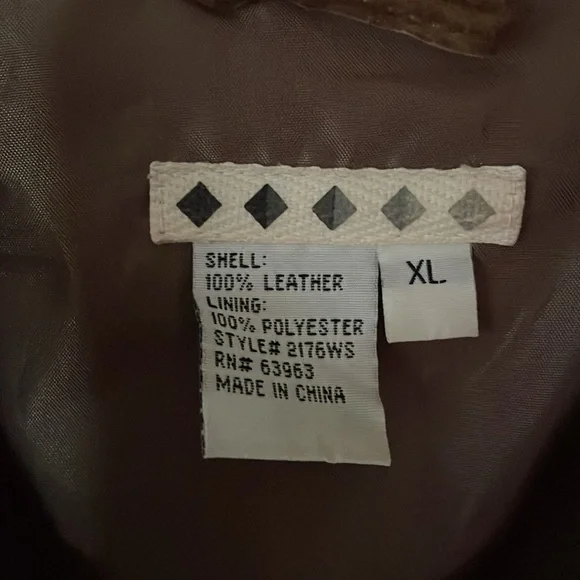 SHELL:
100% LEATHER
LINING:
100% POLYESTER
STYLE# 2176WS
RN# 63963
MADE IN CHINA
XL